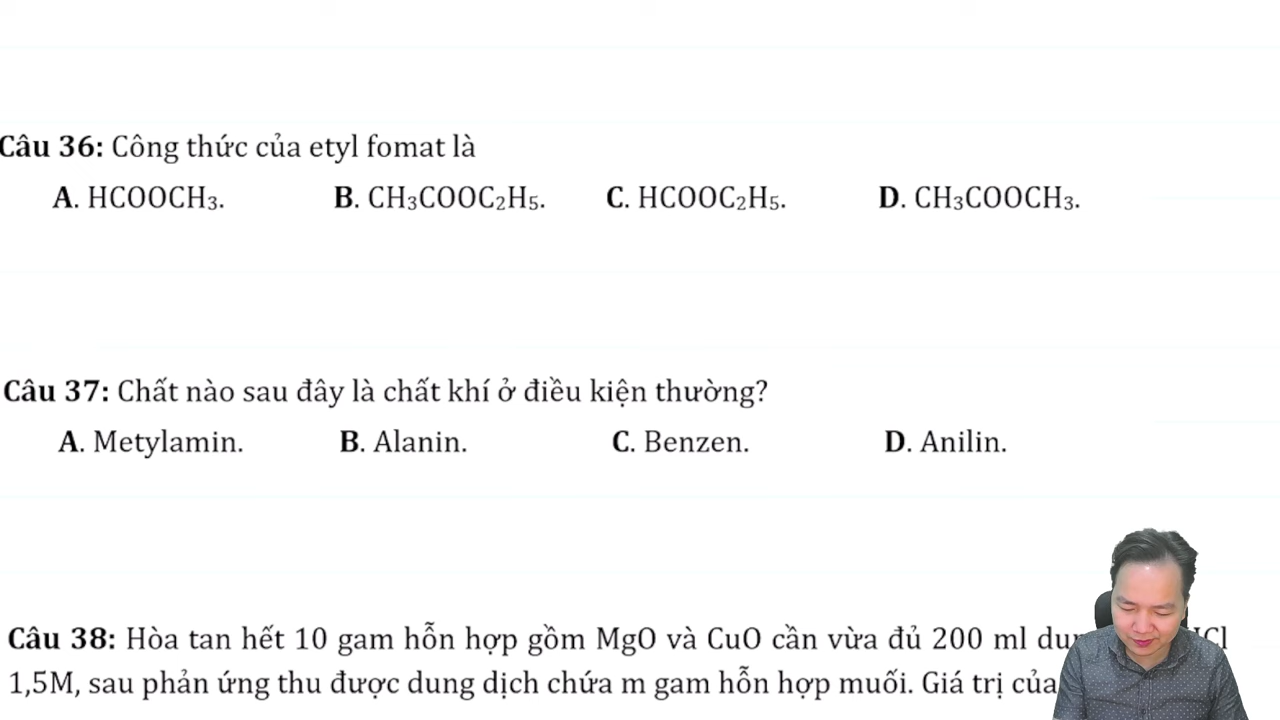 Câu 36: Công thức của etyl fomat là
A. HCOOCH₃. B. CH₃COOC₂H₅. C. HCOOC₂H₅. D. CH₃COOCH₃.
Câu 37: Chất nào sau đây là chất khí ở điều kiện thường?
A. Metylamin. B. Alanin. C. Benzen. D. Anilin.
Câu 38: Hòa tan hết 10 gam hỗn hợp gồm MgO và CuO cần vừa đủ 200 ml
1,5M, sau phản ứng thu được dung dịch chứa m gam hỗn hợp muối. Giá trị của